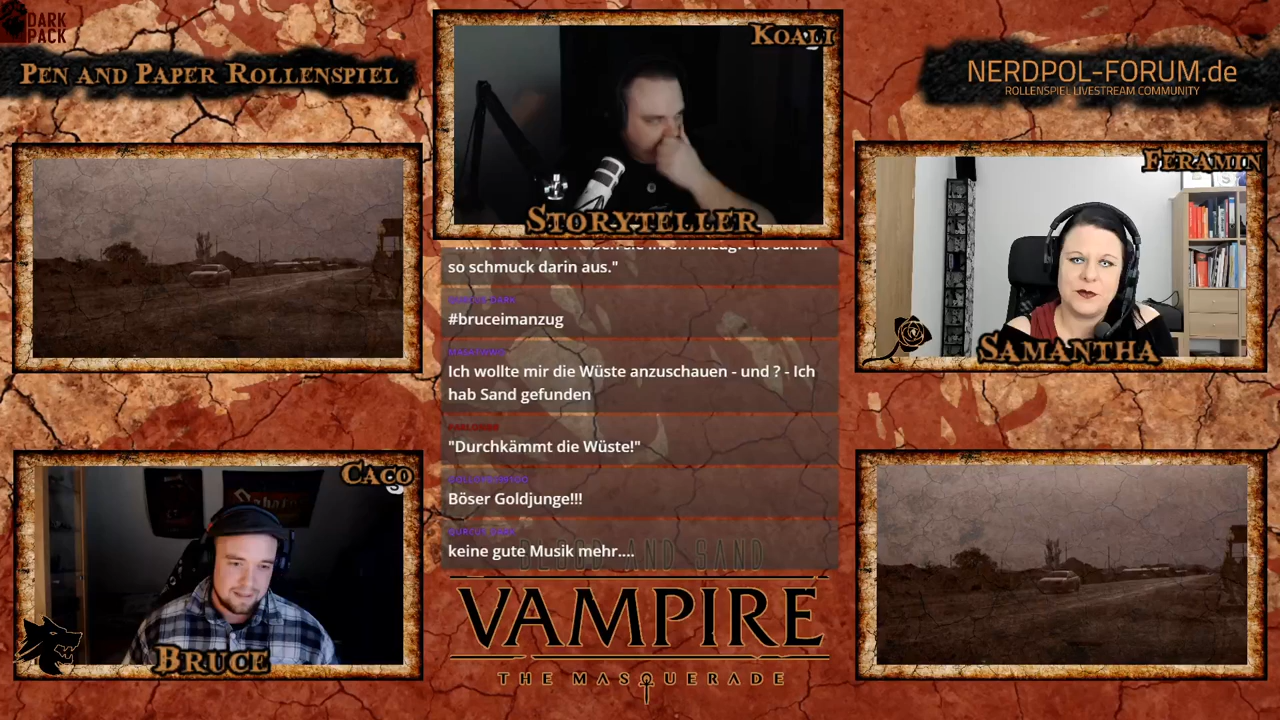 DARK
PACK
PEN AND PAPER ROLLENSPIEL
KOALI
STORYTELLER
NERDPOL-FORUM.de
ROLLENSPIEL LIVESTREAM COMMUNITY
FERAMIN
SAMANTHA
so schmuck darin aus."
#bruceimanzug
Ich wollte mir die Wüste anzuschauen - und ? - Ich
hab Sand gefunden
"Durchkämmt die Wüste!"
Böser Goldjunge!!!
keine gute Musik mehr....
CACO
BRUCE
BLOOD AND SAND
VAMPIRE
THE MASQUERADE